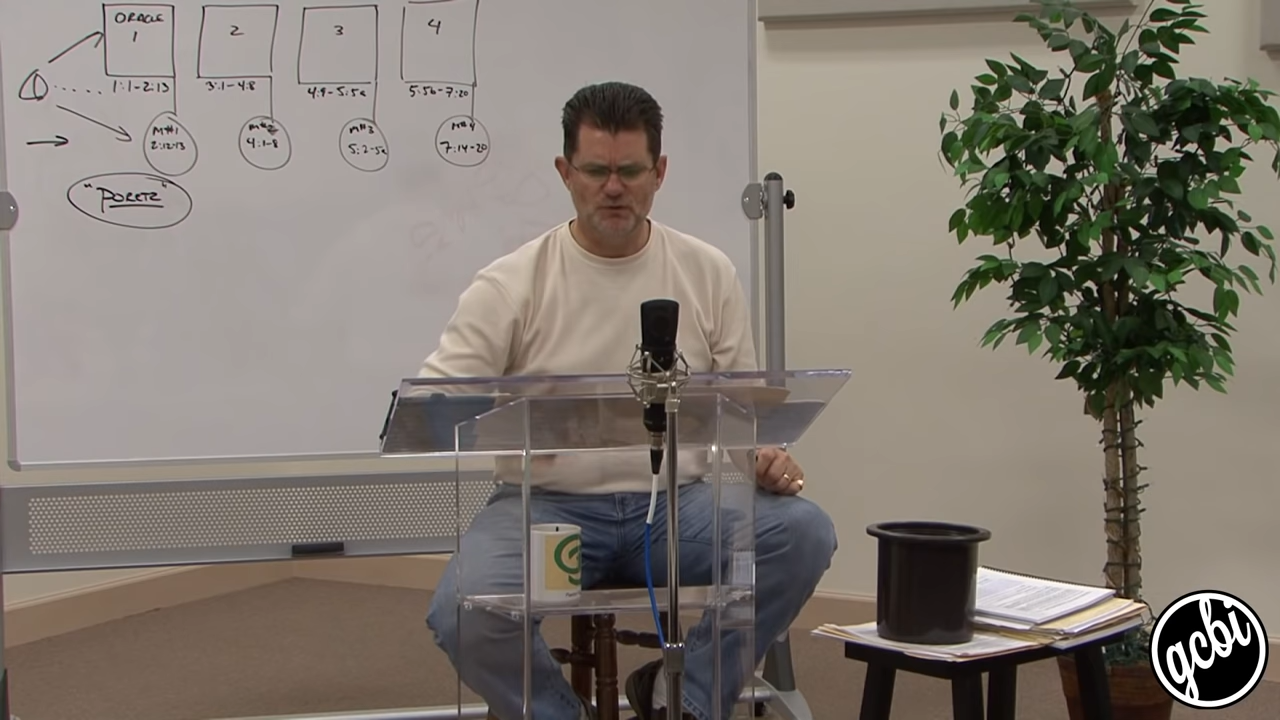 ORACLE
1 2 3 4
1:1-2:13 3:1-4:8 4:9-5:5a 5:5b-7:20
M#1 M#2 M#3 M#4
2:12-13 4:1-8 5:2-5a 7:14-20
"PORETZ"
gcbi